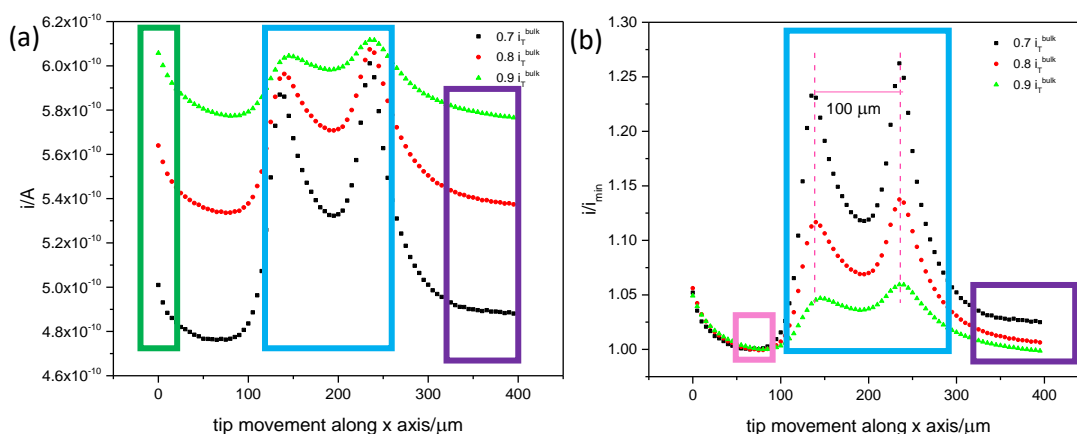 (a)
i/A
6.2x10⁻¹⁰
6.0x10⁻¹⁰
5.8x10⁻¹⁰
5.6x10⁻¹⁰
5.4x10⁻¹⁰
5.2x10⁻¹⁰
5.0x10⁻¹⁰
4.8x10⁻¹⁰
4.6x10⁻¹⁰
0.7 i_T^bulk
0.8 i_T^bulk
0.9 i_T^bulk
0 100 200 300 400
tip movement along x axis/μm
(b)
i/i_min
1.30
1.25
1.20
1.15
1.10
1.05
1.00
0.7 i_T^bulk
0.8 i_T^bulk
0.9 i_T^bulk
100 μm
0 100 200 300 400
tip movement along x axis/μm